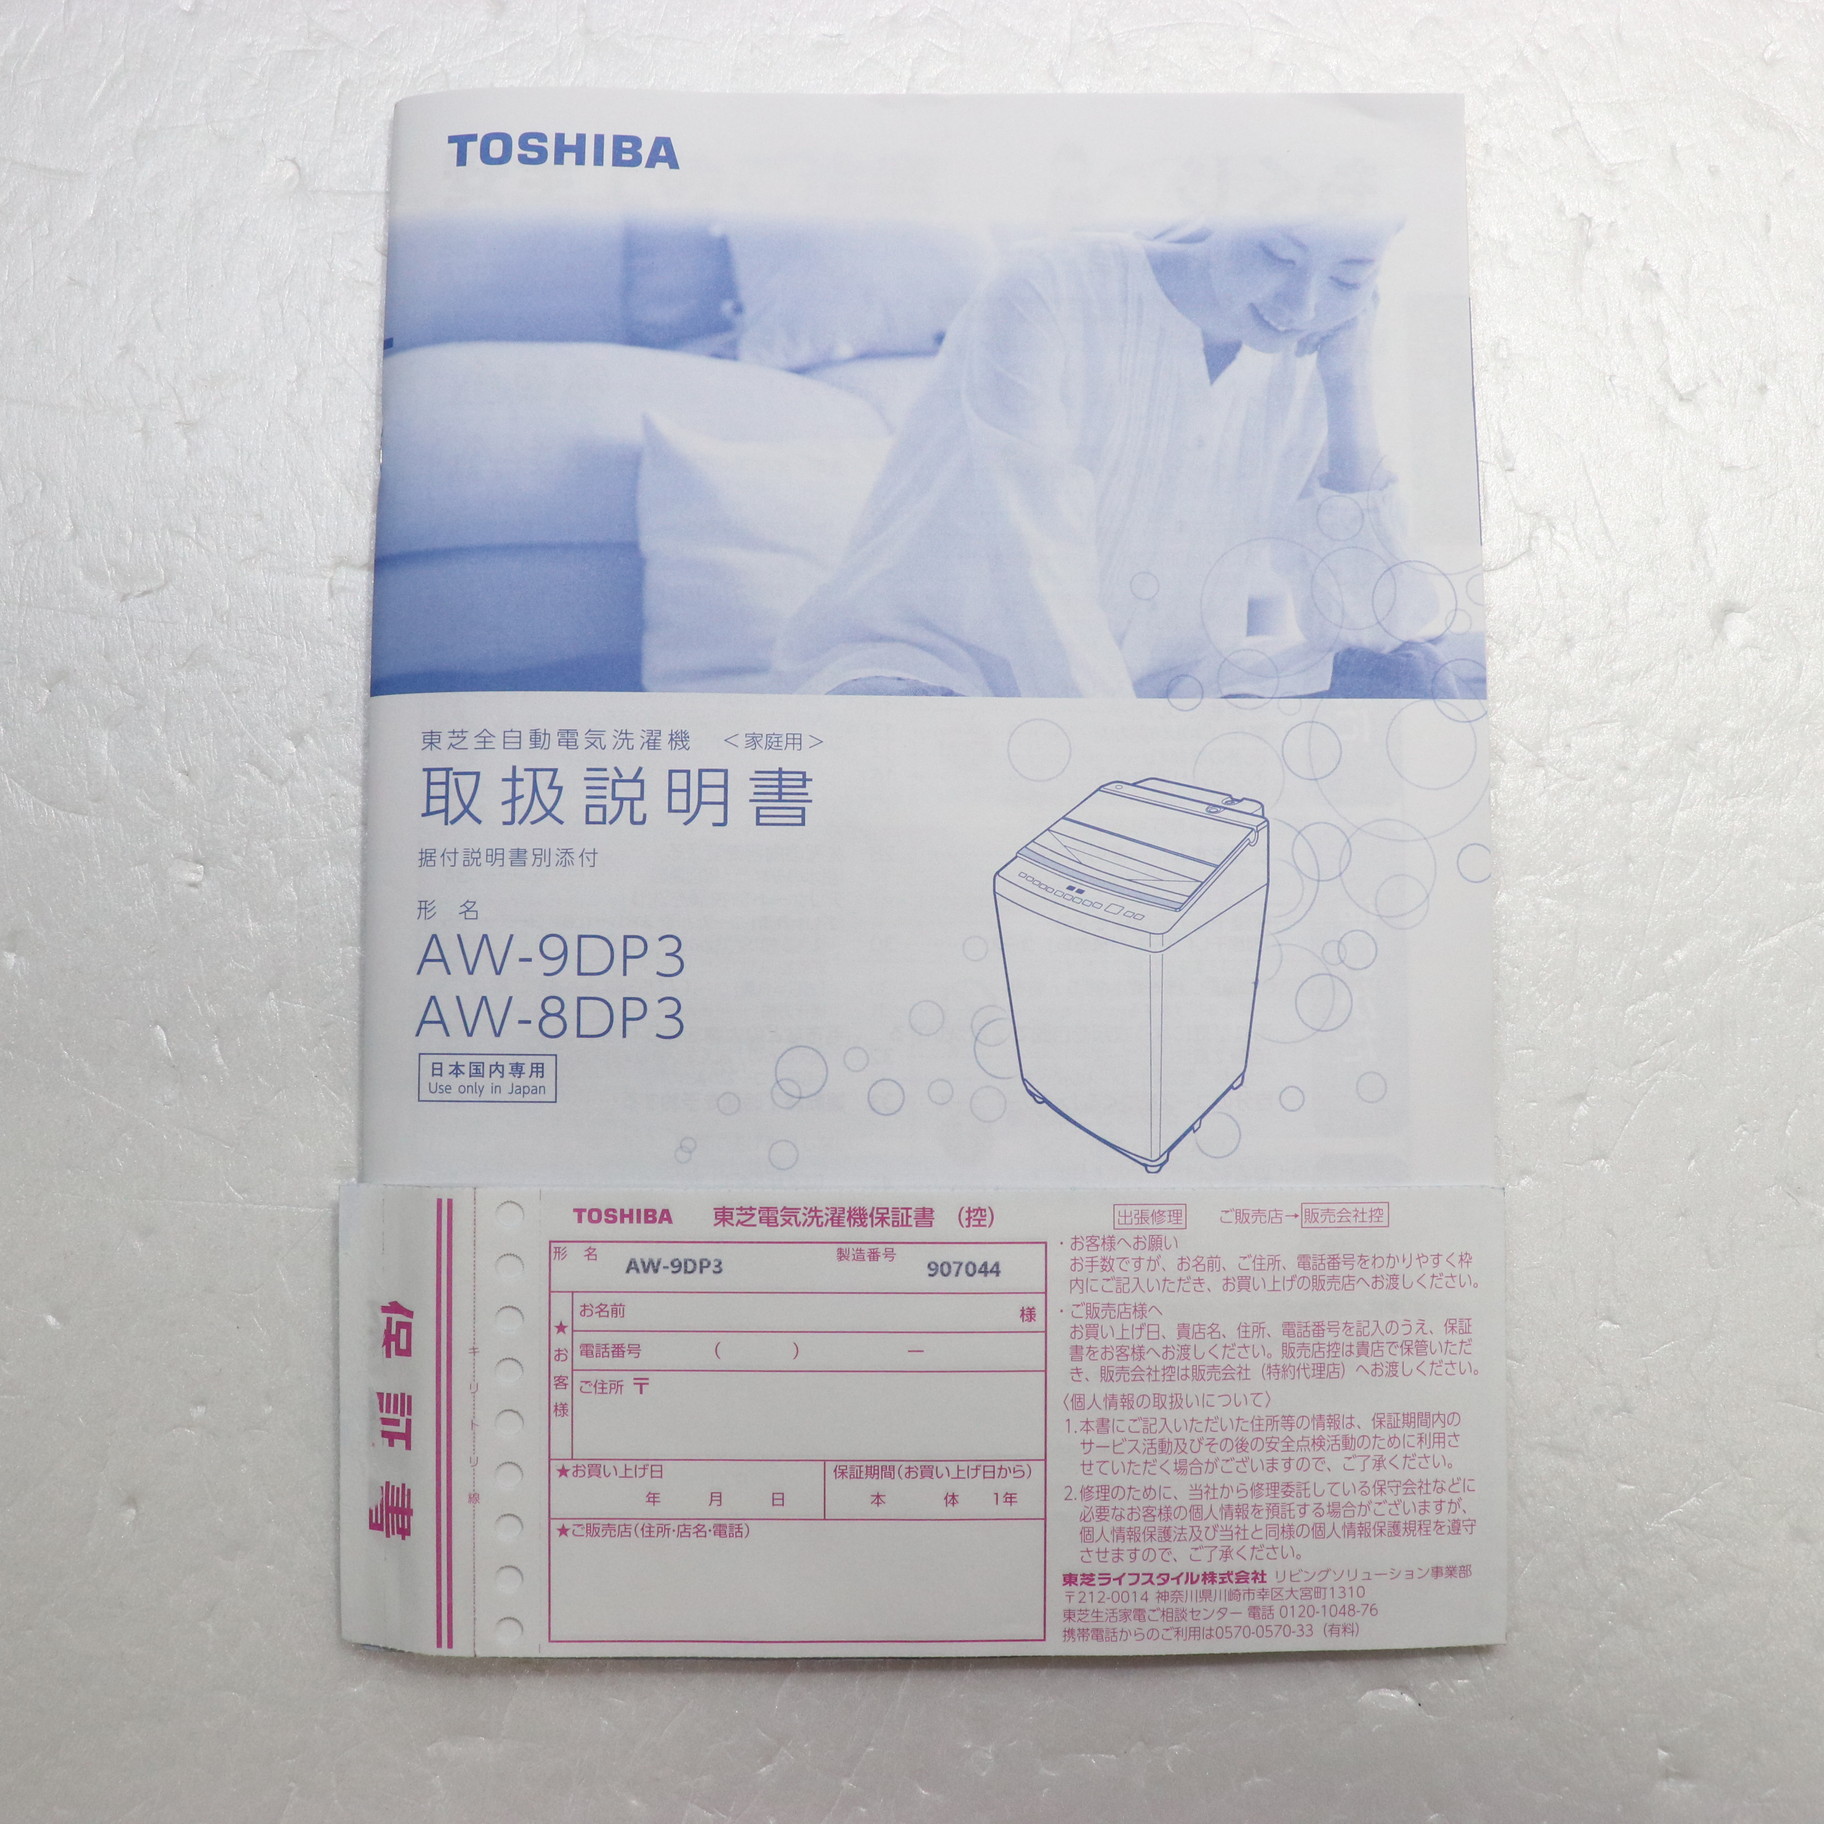 TOSHIBA
東芝全自動電気洗濯機 ＜家庭用＞
取扱説明書
据付説明書別添付
形 名
AW-9DP3
AW-8DP3
日本国内専用
Use only in Japan
保証書
キリトリ線
TOSHIBA 東芝電気洗濯機保証書 （控） 出張修理 ご販売店→販売会社控
形 名 AW-9DP3 製造番号 907044
★お客様
お名前 様
電話番号 （ ） ー
ご住所 〒
★お買い上げ日
年 月 日
保証期間（お買い上げ日から）
本 体 1年
★ご販売店（住所・店名・電話）
・お客様へお願い
お手数ですが、お名前、ご住所、電話番号をわかりやすく枠
内にご記入いただき、お買い上げの販売店へお渡しください。
・ご販売店様へ
お買い上げ日、貴店名、住所、電話番号を記入のうえ、保証
書をお客様へお渡しください。販売店控は貴店で保管いただ
き、販売会社控は販売会社（特約代理店）へお渡しください。
〈個人情報の取扱いについて〉
1.本書にご記入いただいた住所等の情報は、保証期間内の
サービス活動及びその後の安全点検活動のために利用さ
せていただく場合がございますので、ご了承ください。
2.修理のために、当社から修理委託している保守会社などに
必要なお客様の個人情報を預託する場合がございますが、
個人情報保護法及び当社と同様の個人情報保護規程を遵守
させますので、ご了承ください。
東芝ライフスタイル株式会社 リビングソリューション事業部
〒212-0014 神奈川県川崎市幸区大宮町1310
東芝生活家電ご相談センター 電話 0120-1048-76
携帯電話からのご利用は0570-0570-33（有料）